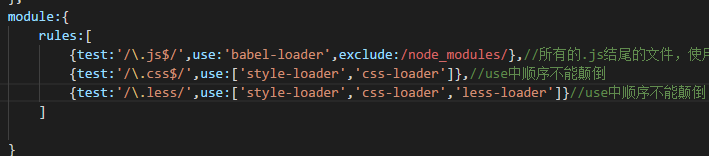 },
module:{
rules:[
{test:'/\.js$/',use:'babel-loader',exclude:/node_modules/},//所有的.js结尾的文件，使用
{test:'/\.css$/',use:['style-loader','css-loader']},//use中顺序不能颠倒
{test:'/\.less/',use:['style-loader','css-loader','less-loader']}//use中顺序不能颠倒
]
}